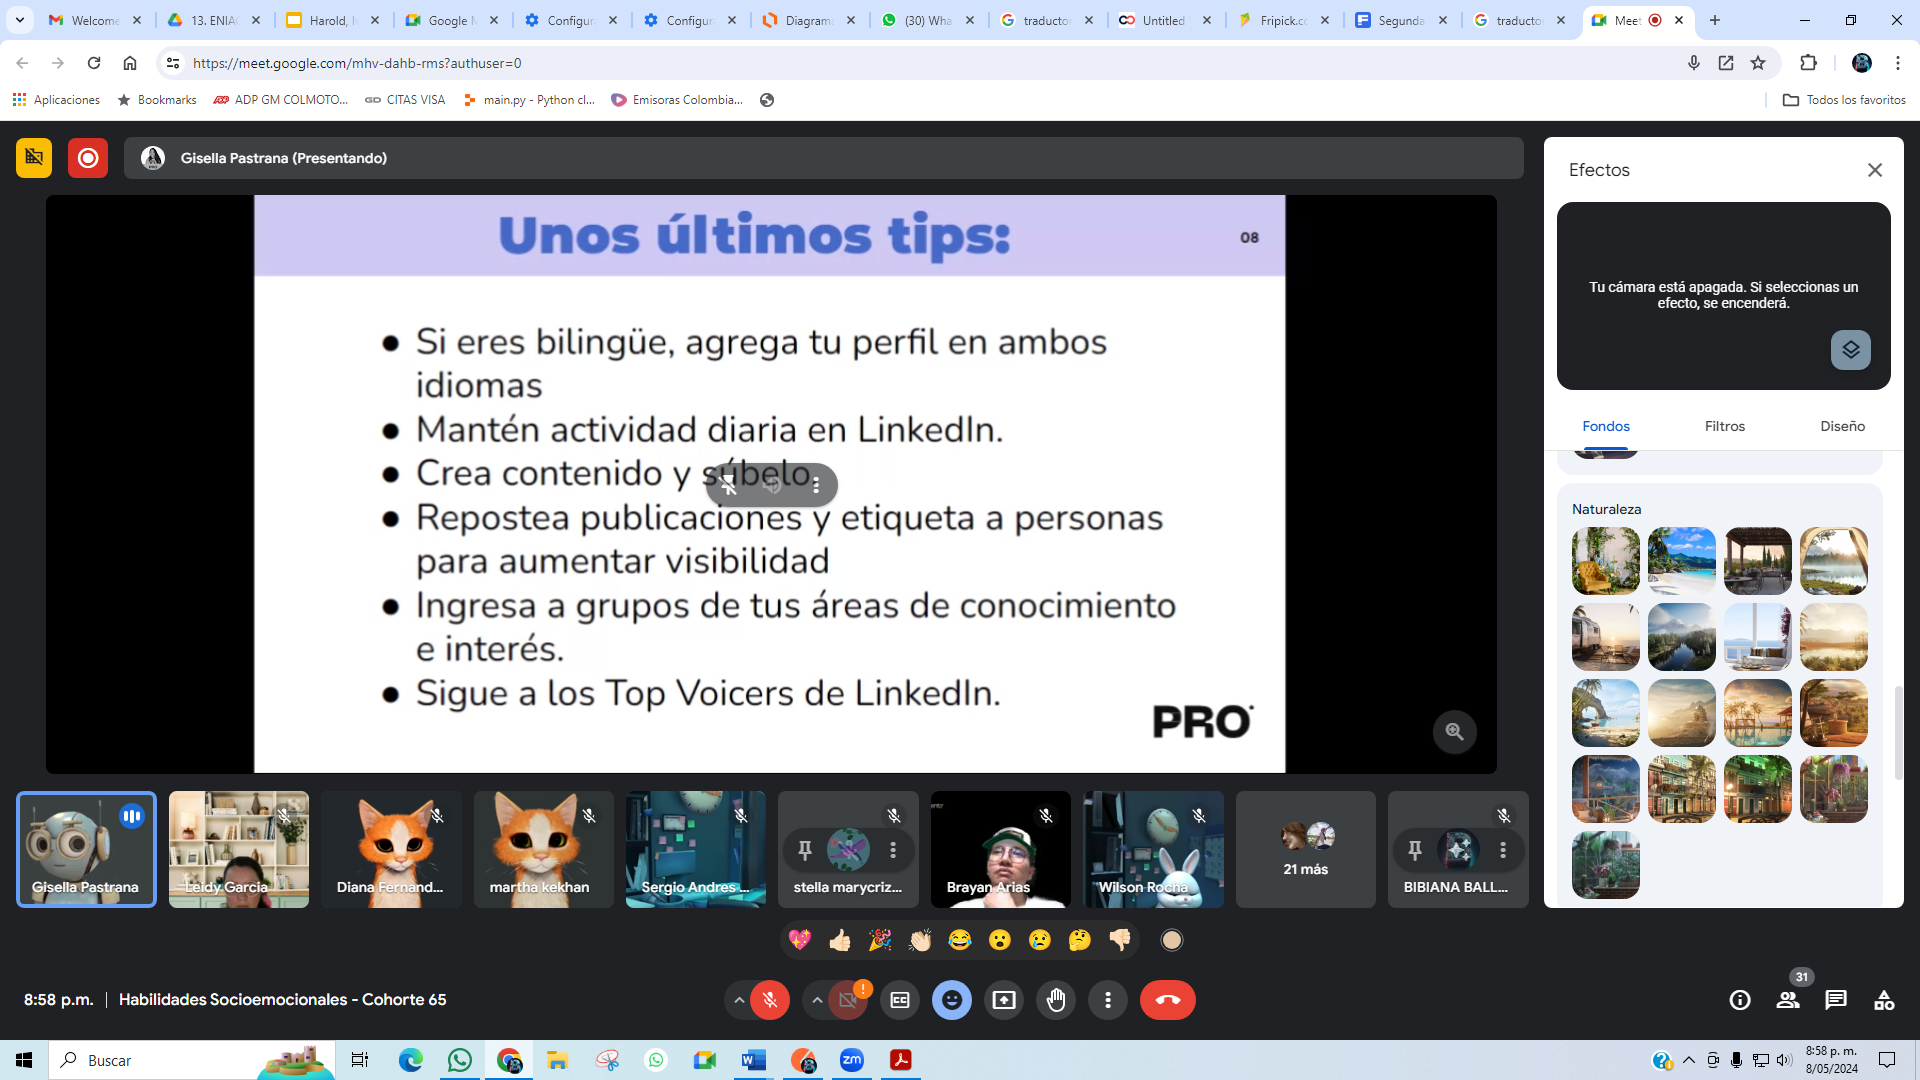 Welcome
13. ENIA
Harold, I
Google M
Configur
Configur
Diagram
(30) Wha
traducto
Untitled
Fripick.co
Segunda
traducto
Meet
https://meet.google.com/mhv-dahb-rms?authuser=0
Aplicaciones
Bookmarks
ADP GM COLMOTO...
CITAS VISA
main.py - Python cl...
Emisoras Colombia...
Todos los favoritos
Gisella Pastrana (Presentando)
Unos últimos tips:
08
● Si eres bilingüe, agrega tu perfil en ambos
idiomas
● Mantén actividad diaria en LinkedIn.
● Crea contenido y súbelo.
● Repostea publicaciones y etiqueta a personas
para aumentar visibilidad
● Ingresa a grupos de tus áreas de conocimiento
e interés.
● Sigue a los Top Voicers de LinkedIn.
PRO
Efectos
Tu cámara está apagada. Si seleccionas un
efecto, se encenderá.
Fondos
Filtros
Diseño
Naturaleza
Gisella Pastrana
Leidy Garcia
Diana Fernand...
martha kekhan
Sergio Andres ...
stella marycriz...
Brayan Arias
Wilson Rocha
21 más
BIBIANA BALL...
8:58 p.m.
Habilidades Socioemocionales - Cohorte 65
31
Buscar
zm
8:58 p. m.
8/05/2024